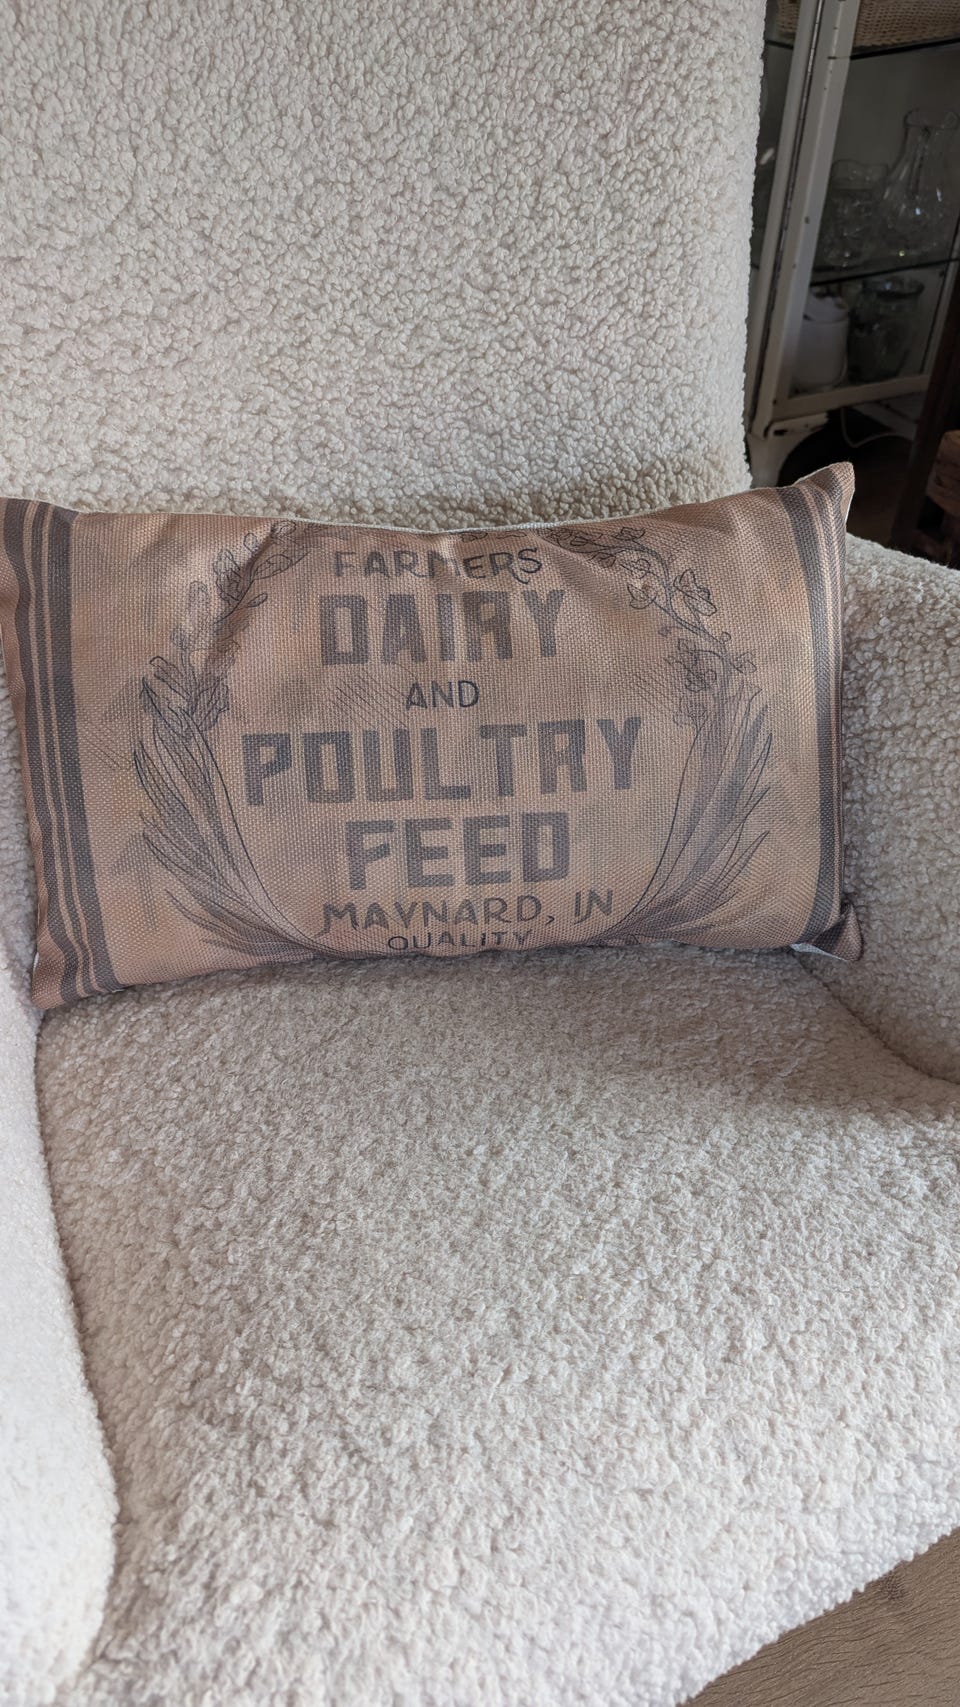 FARMERS
DAIRY
AND
POULTRY
FEED
MAYNARD, IN
QUALITY